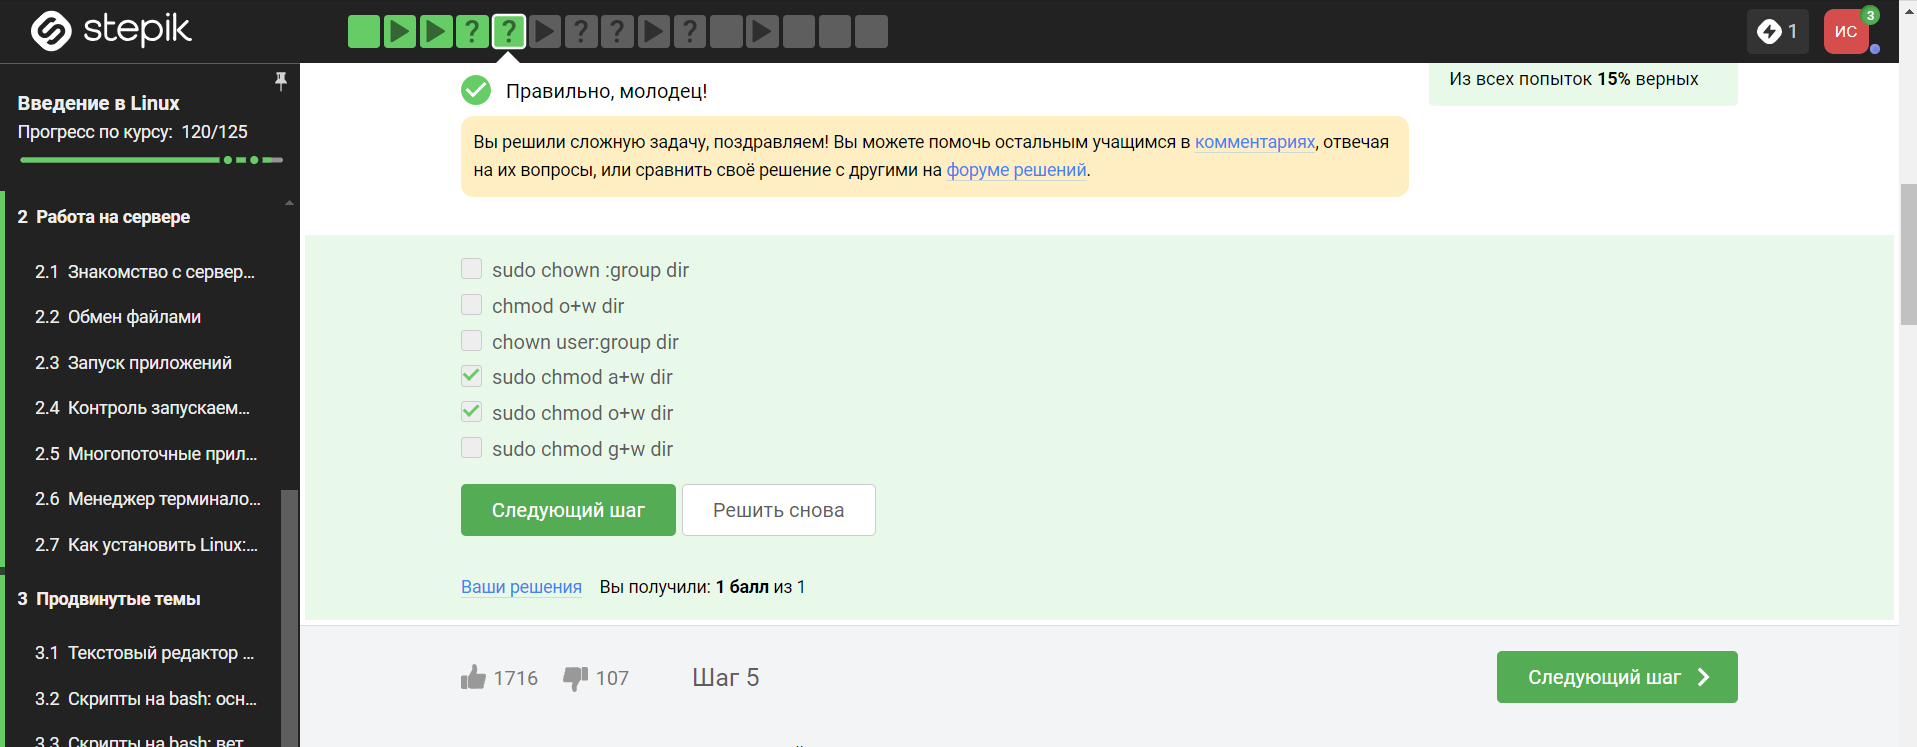 stepik
? ? ? ? ?
1
ИС
3
Введение в Linux
Прогресс по курсу: 120/125
2 Работа на сервере
2.1 Знакомство с сервер...
2.2 Обмен файлами
2.3 Запуск приложений
2.4 Контроль запускаем...
2.5 Многопоточные прил...
2.6 Менеджер терминало...
2.7 Как установить Linux:...
3 Продвинутые темы
3.1 Текстовый редактор ...
3.2 Скрипты на bash: осн...
3.3 Скрипты на bash: вет
Правильно, молодец!
Из всех попыток 15% верных
Вы решили сложную задачу, поздравляем! Вы можете помочь остальным учащимся в комментариях, отвечая
на их вопросы, или сравнить своё решение с другими на форуме решений.
sudo chown :group dir
chmod o+w dir
chown user:group dir
sudo chmod a+w dir
sudo chmod o+w dir
sudo chmod g+w dir
Следующий шаг
Решить снова
Ваши решения Вы получили: 1 балл из 1
1716 107 Шаг 5
Следующий шаг